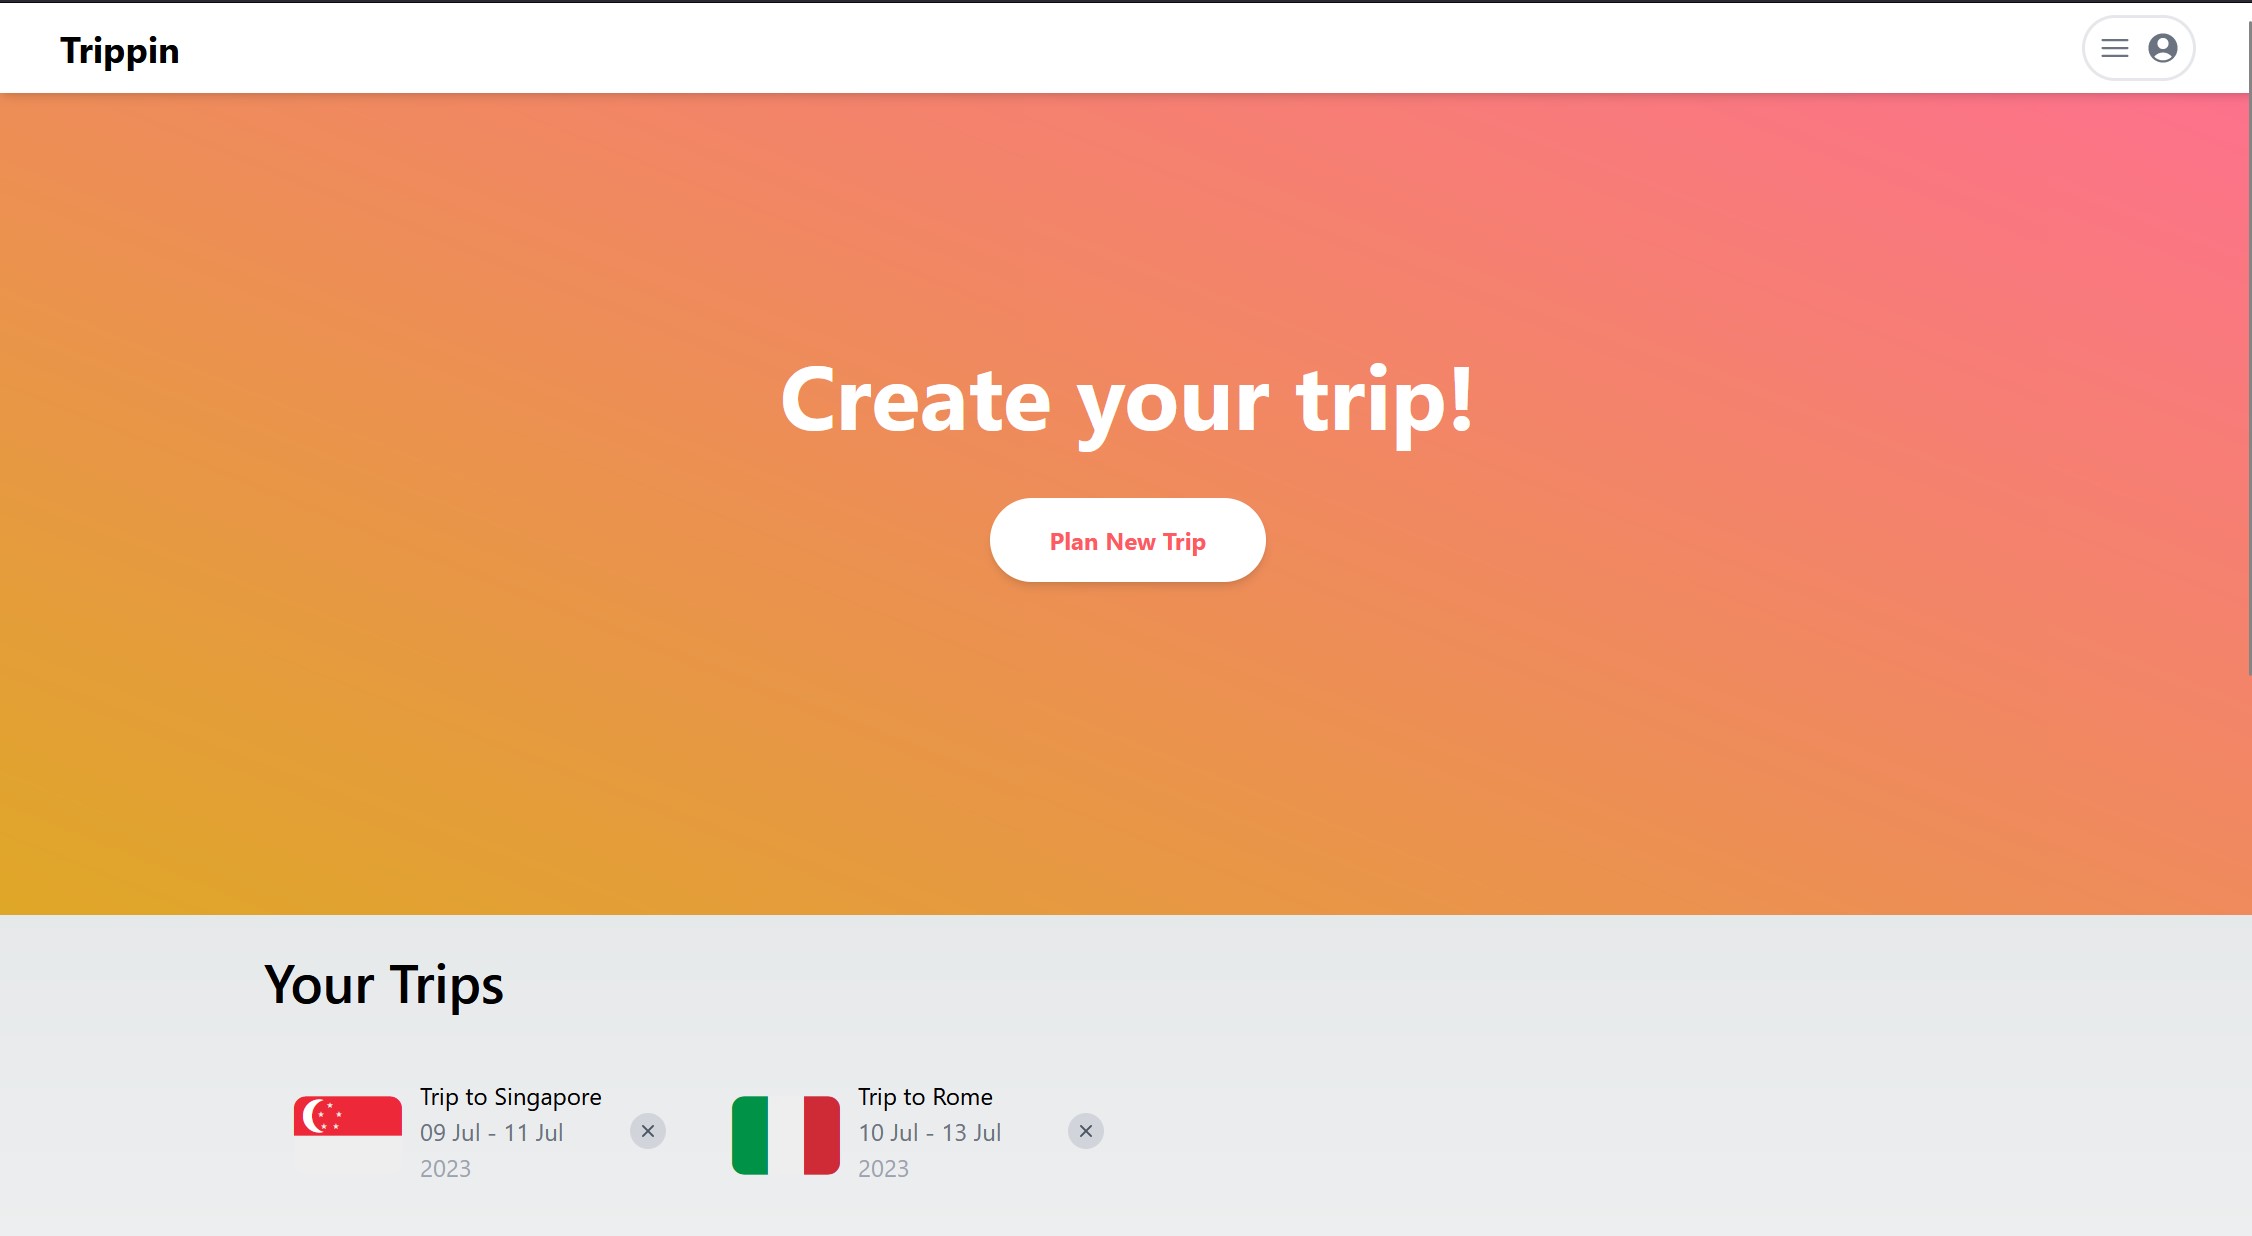 Trippin
Create your trip!
Plan New Trip
Your Trips
Trip to Singapore
09 Jul - 11 Jul
2023
Trip to Rome
10 Jul - 13 Jul
2023